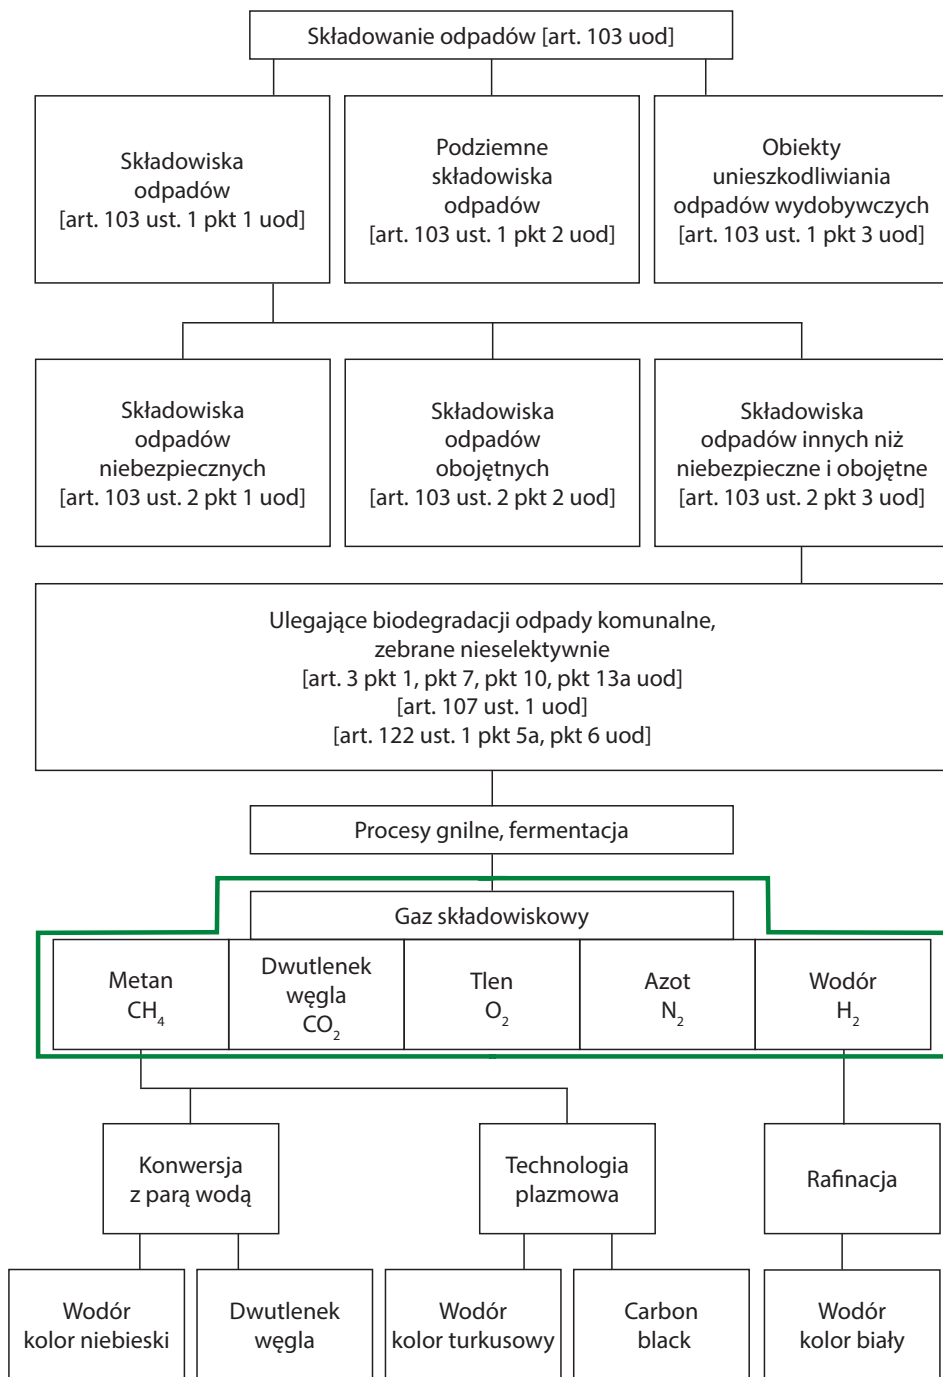 Składowanie odpadów [art. 103 uod]
Składowiska
odpadów
[art. 103 ust. 1 pkt 1 uod]
Podziemne
składowiska
odpadów
[art. 103 ust. 1 pkt 2 uod]
Obiekty
unieszkodliwiania
odpadów wydobywczych
[art. 103 ust. 1 pkt 3 uod]
Składowiska
odpadów
niebezpiecznych
[art. 103 ust. 2 pkt 1 uod]
Składowiska
odpadów
obojętnych
[art. 103 ust. 2 pkt 2 uod]
Składowiska
odpadów innych niż
niebezpieczne i obojętne
[art. 103 ust. 2 pkt 3 uod]
Ulegające biodegradacji odpady komunalne,
zebrane nieselektywnie
[art. 3 pkt 1, pkt 7, pkt 10, pkt 13a uod]
[art. 107 ust. 1 uod]
[art. 122 ust. 1 pkt 5a, pkt 6 uod]
Procesy gnilne, fermentacja
Gaz składowiskowy
Metan
CH₄
Dwutlenek
węgla
CO₂
Tlen
O₂
Azot
N₂
Wodór
H₂
Konwersja
z parą wodą
Technologia
plazmowa
Rafinacja
Wodór
kolor niebieski
Dwutlenek
węgla
Wodór
kolor turkusowy
Carbon
black
Wodór
kolor biały